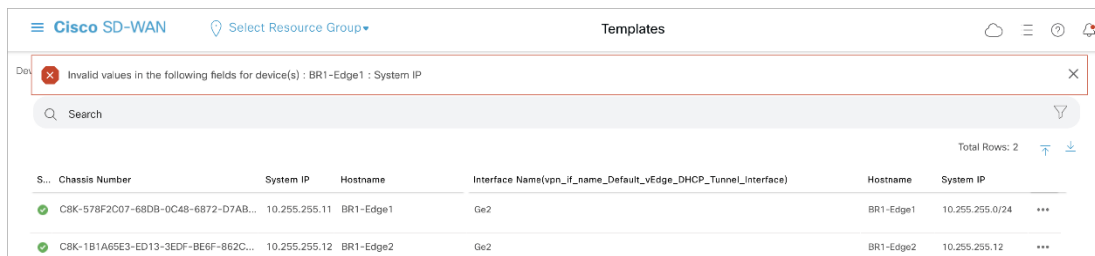 Cisco SD-WAN Select Resource Group Templates
Dev
Invalid values in the following fields for device(s) : BR1-Edge1 : System IP
Search
Total Rows: 2
S... Chassis Number System IP Hostname Interface Name(vpn_if_name_Default_vEdge_DHCP_Tunnel_Interface) Hostname System IP
C8K-578F2C07-68DB-0C48-6872-D7AB... 10.255.255.11 BR1-Edge1 Ge2 BR1-Edge1 10.255.255.0/24
C8K-1B1A65E3-ED13-3EDF-BE6F-862C... 10.255.255.12 BR1-Edge2 Ge2 BR1-Edge2 10.255.255.12